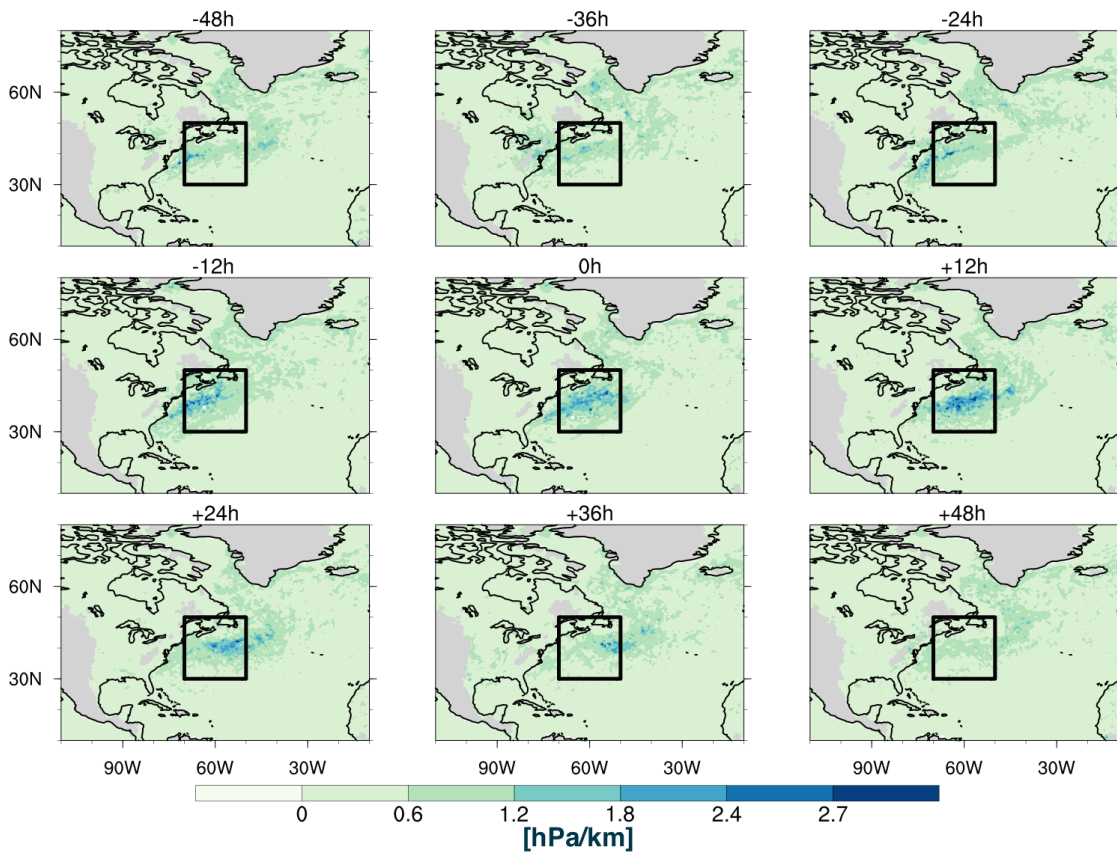 -48h
-36h
-24h
60N
30N
-12h
0h
+12h
60N
30N
+24h
+36h
+48h
60N
30N
90W 60W 30W 90W 60W 30W 90W 60W 30W
0 0.6 1.2 1.8 2.4 2.7
[hPa/km]